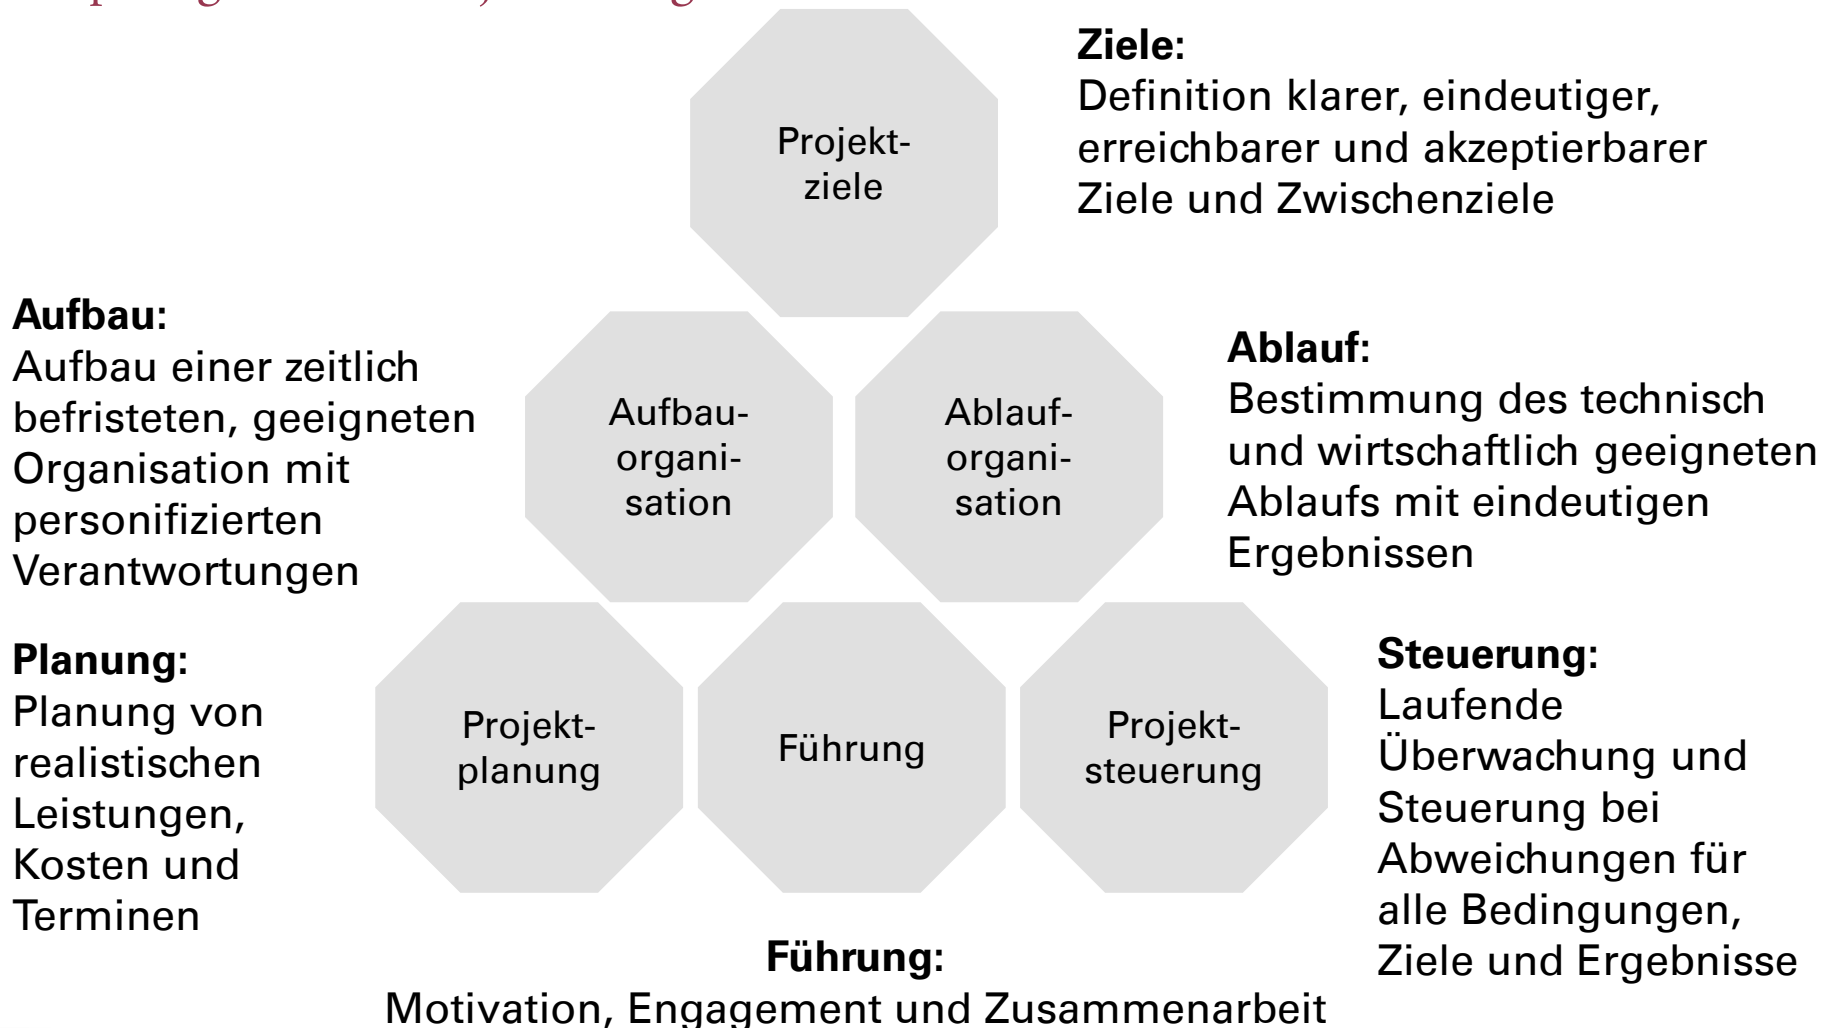 Projekt-
ziele
Ziele:
Definition klarer, eindeutiger,
erreichbarer und akzeptierbarer
Ziele und Zwischenziele
Aufbau:
Aufbau einer zeitlich
befristeten, geeigneten
Organisation mit
personifizierten
Verantwortungen
Aufbau-
organi-
sation
Ablauf-
organi-
sation
Ablauf:
Bestimmung des technisch
und wirtschaftlich geeigneten
Ablaufs mit eindeutigen
Ergebnissen
Planung:
Planung von
realistischen
Leistungen,
Kosten und
Terminen
Projekt-
planung
Führung
Projekt-
steuerung
Steuerung:
Laufende
Überwachung und
Steuerung bei
Abweichungen für
alle Bedingungen,
Ziele und Ergebnisse
Führung:
Motivation, Engagement und Zusammenarbeit